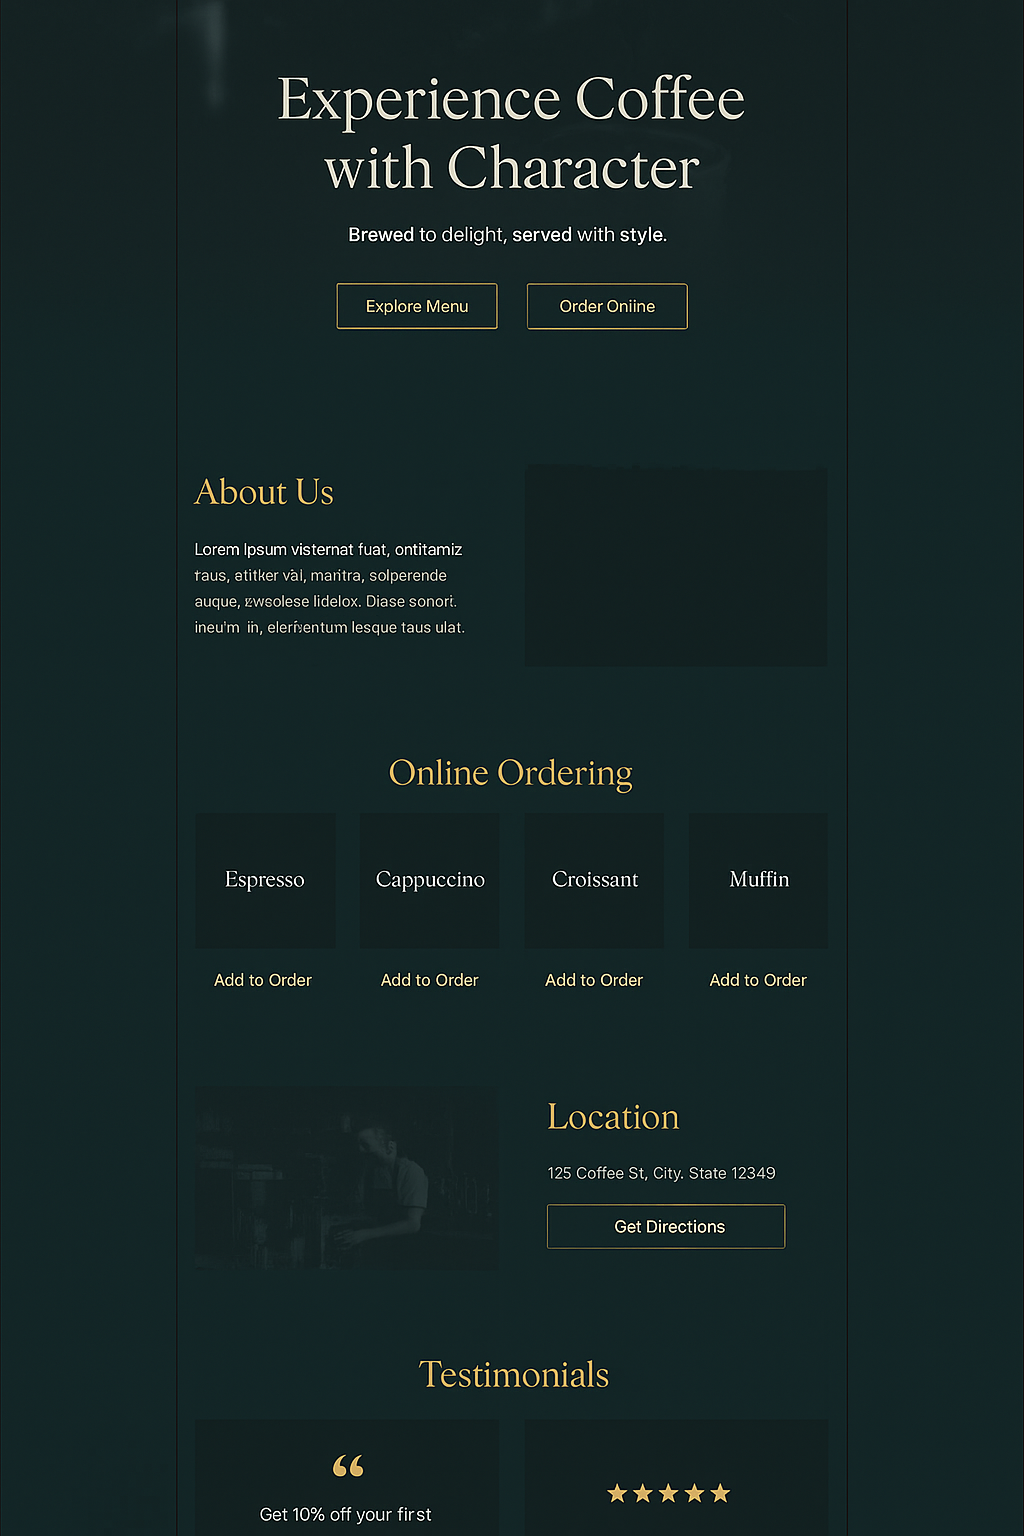 Experience Coffee
with Character
Brewed to delight, served with style.
Explore Menu
Order Oniine
About Us
Lorem Ipsum visternat fuat, ontitamiz
taus, atitker val, maritra, solperende
auque, zwsolese lidelox. Diase sonort.
ineu'm in, elerifventum lesque taus ulat.
Online Ordering
Espresso
Cappuccino
Croissant
Muffin
Add to Order
Add to Order
Add to Order
Add to Order
Location
125 Coffee St, City. State 12349
Get Directions
Testimonials
“
Get 10% off your first